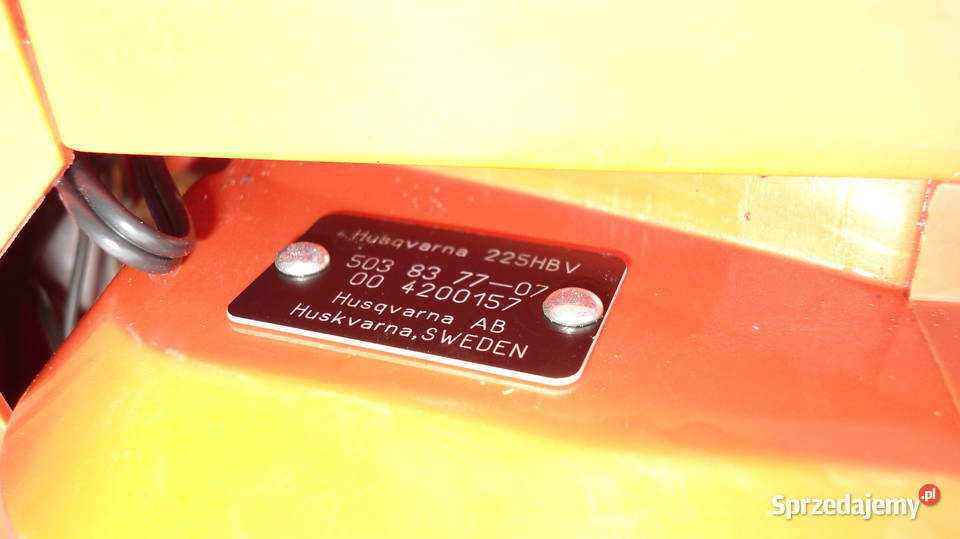 Husqvarna 225HBV
503 83 77-07
00 4200157
Husqvarna AB
Huskvarna,SWEDEN
Sprzedajemy.pl